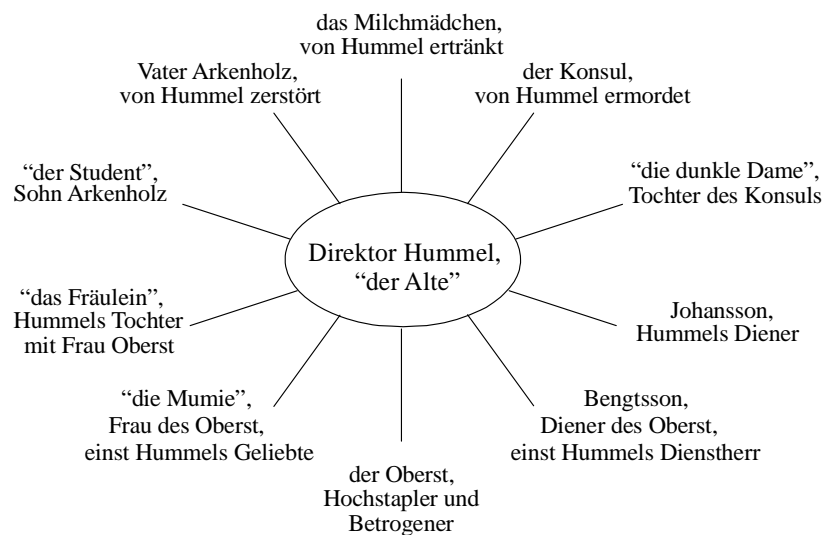 das Milchmädchen,
von Hummel ertränkt
Vater Arkenholz,
von Hummel zerstört
der Konsul,
von Hummel ermordet
“der Student”,
Sohn Arkenholz
“die dunkle Dame”,
Tochter des Konsuls
Direktor Hummel,
“der Alte”
“das Fräulein”,
Hummels Tochter
mit Frau Oberst
Johansson,
Hummels Diener
“die Mumie”,
Frau des Oberst,
einst Hummels Geliebte
Bengtsson,
Diener des Oberst,
einst Hummels Dienstherr
der Oberst,
Hochstapler und
Betrogener